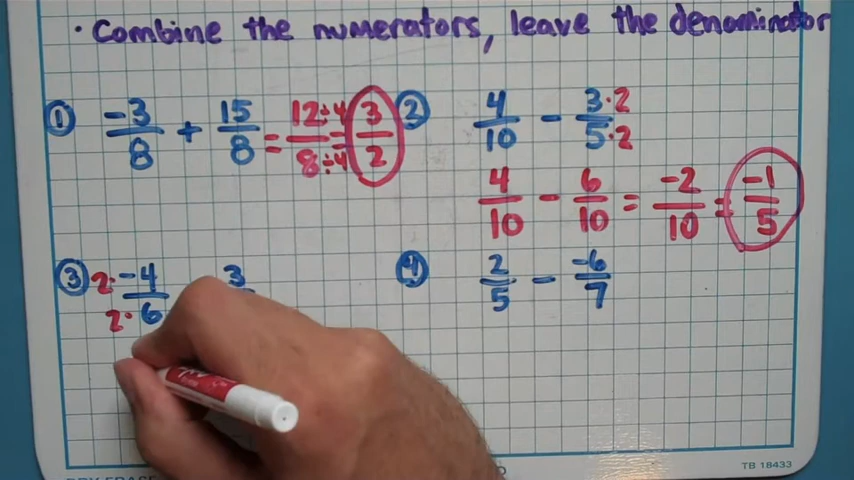 • Combine the numerators, leave the denominator
① -3/8 + 15/8 = 12÷4/8÷4 = 3/2
② 4/10 - 3·2/5·2
4/10 - 6/10 = -2/10 = -1/5
③ 2·-4/2·6 3
④ 2/5 - -6/7
TB 18433